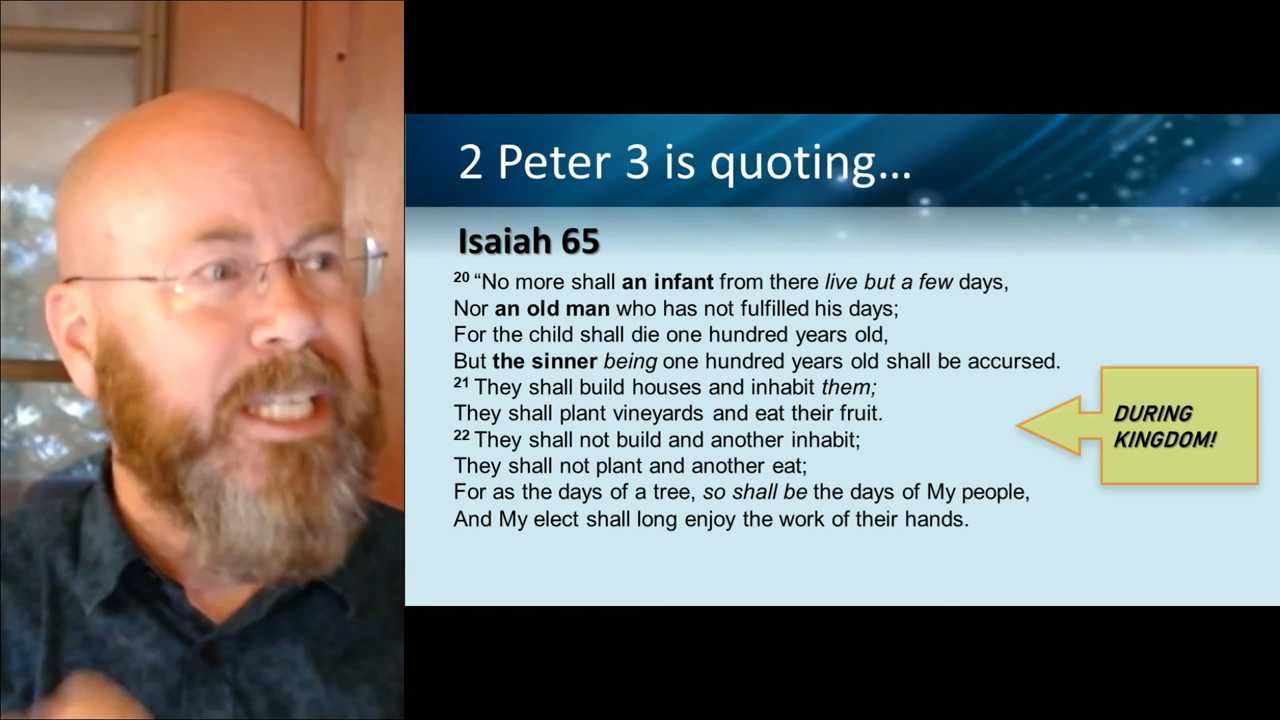 2 Peter 3 is quoting...
Isaiah 65
20 “No more shall an infant from there live but a few days,
Nor an old man who has not fulfilled his days;
For the child shall die one hundred years old,
But the sinner being one hundred years old shall be accursed.
21 They shall build houses and inhabit them;
They shall plant vineyards and eat their fruit.
22 They shall not build and another inhabit;
They shall not plant and another eat;
For as the days of a tree, so shall be the days of My people,
And My elect shall long enjoy the work of their hands.
DURING
KINGDOM!